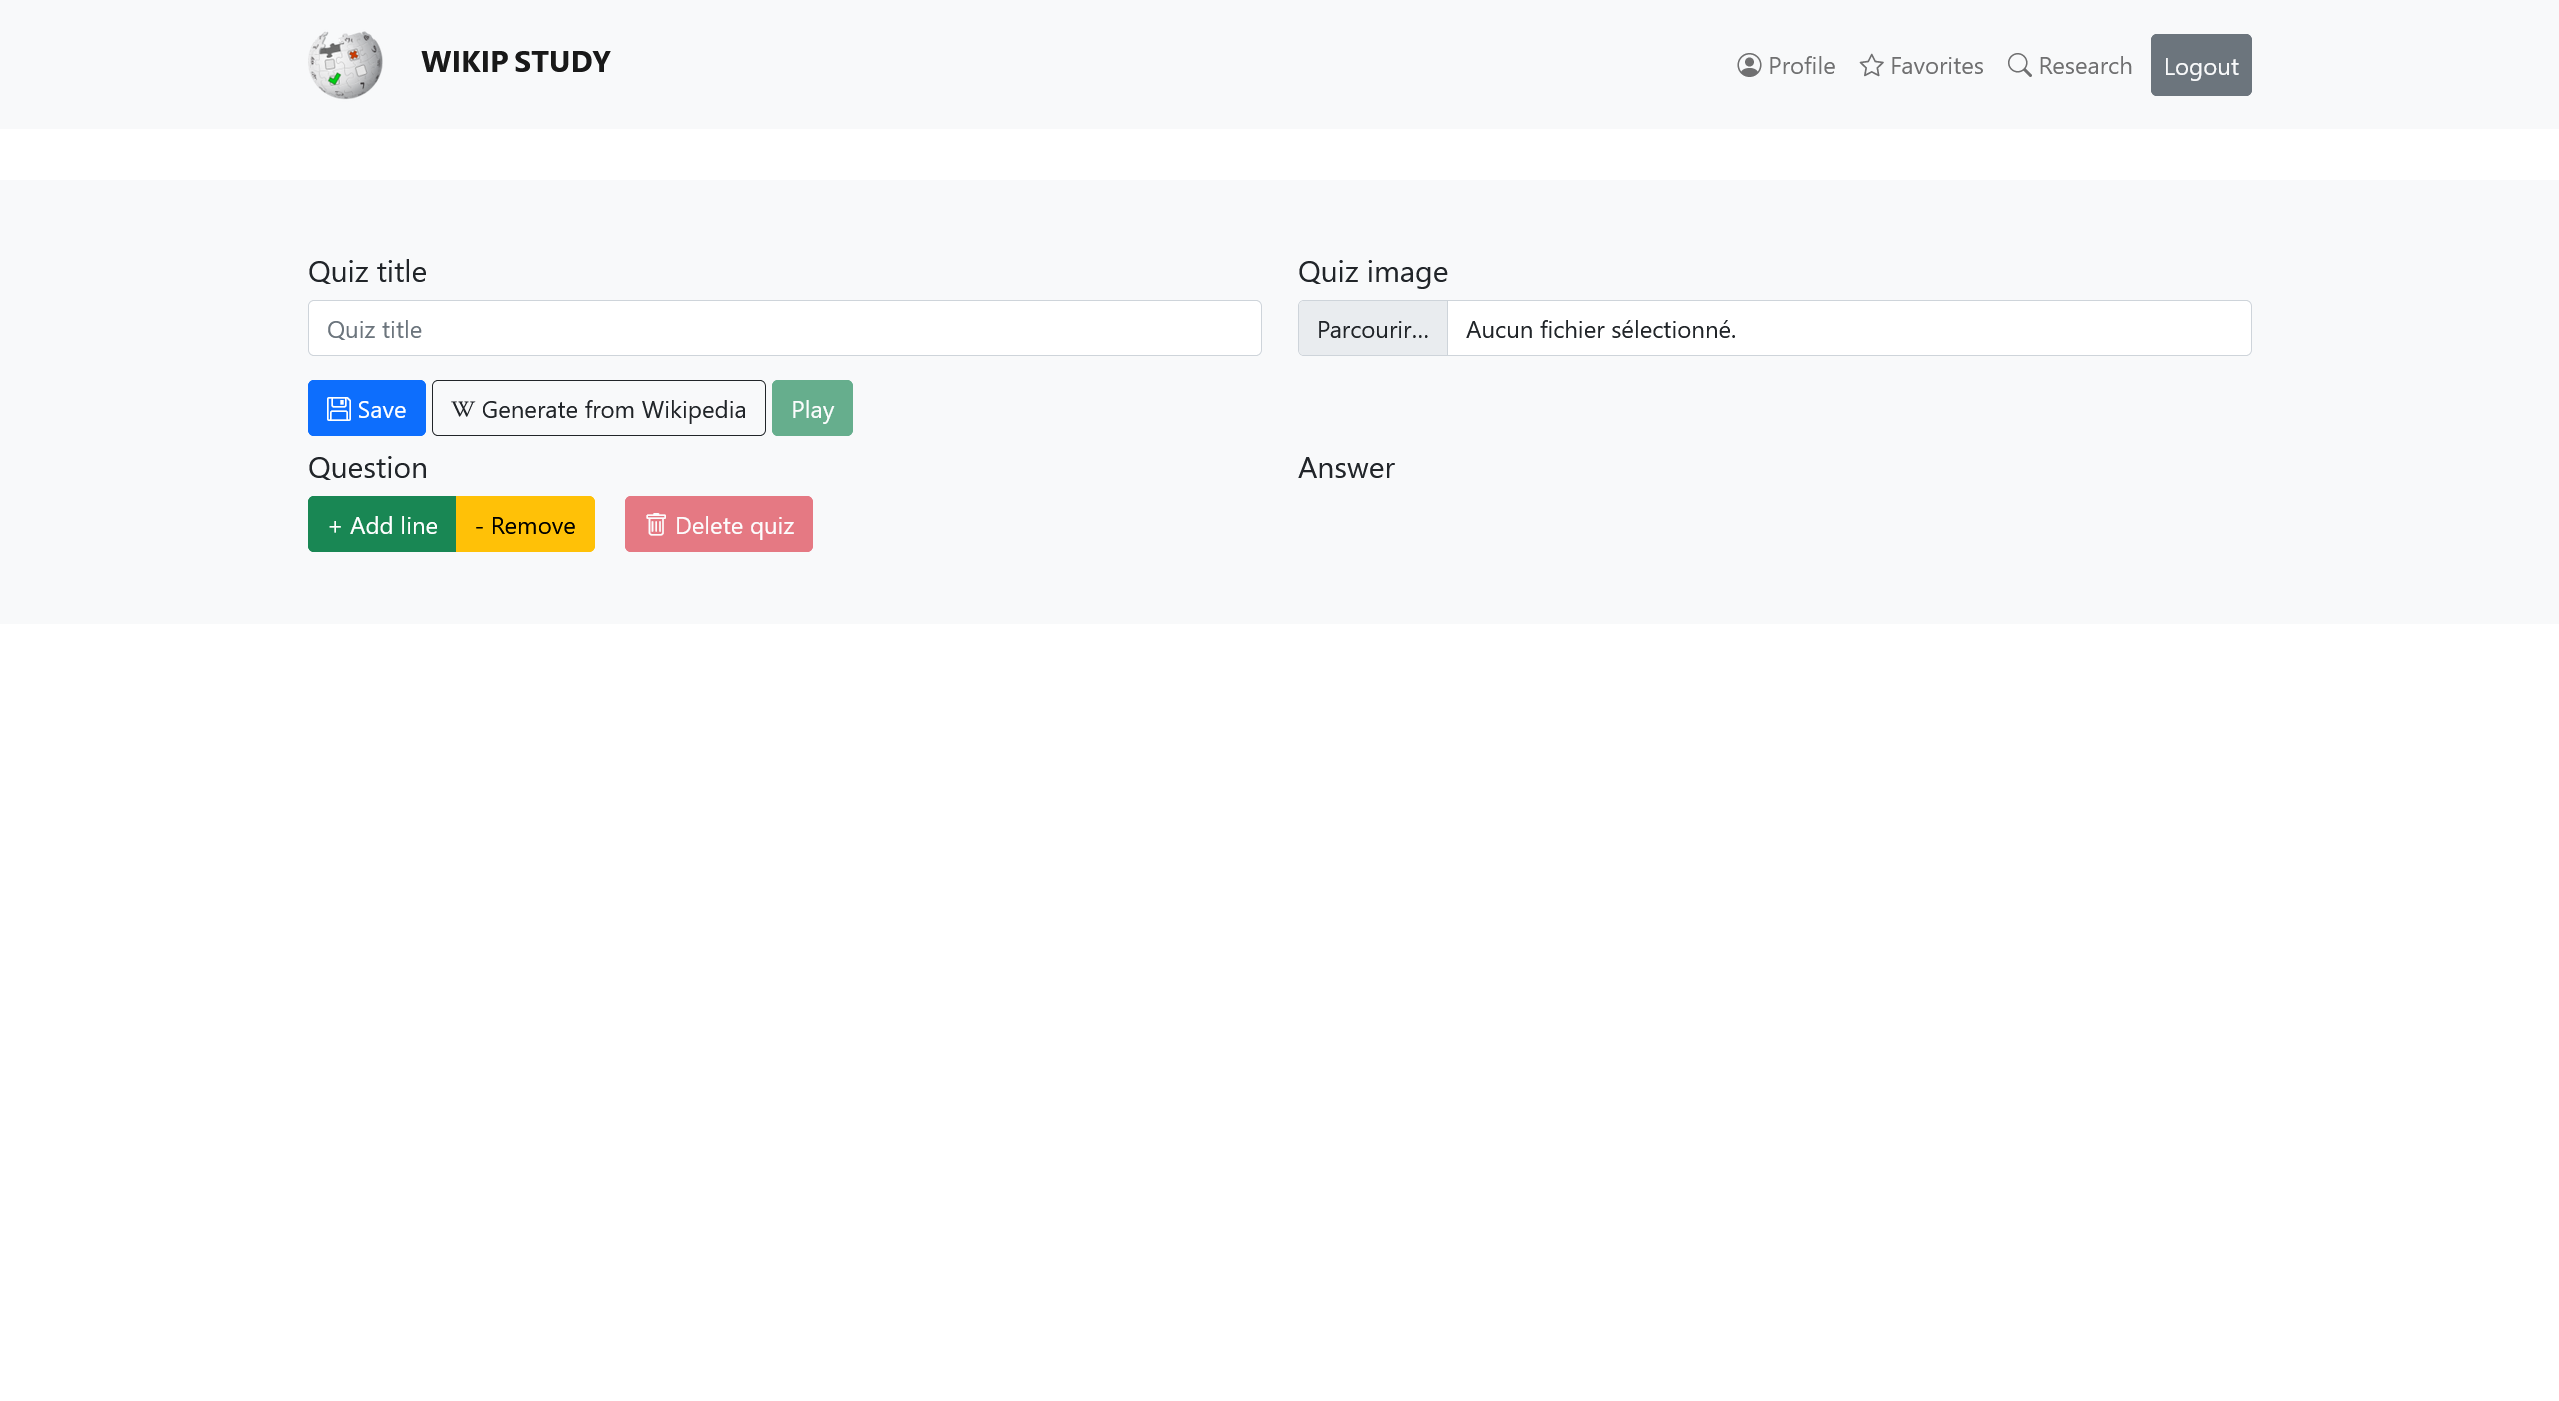 WIKIP STUDY
Profile Favorites Research Logout
Quiz title Quiz image
Quiz title Parcourir... Aucun fichier sélectionné.
Save W Generate from Wikipedia Play
Question Answer
+ Add line - Remove Delete quiz